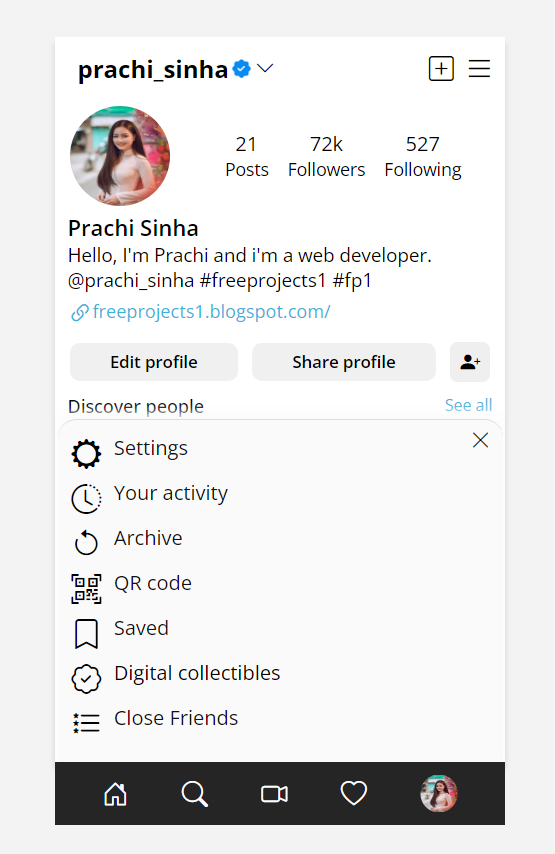 prachi_sinha
21 72k 527
Posts Followers Following
Prachi Sinha
Hello, I'm Prachi and i'm a web developer.
@prachi_sinha #freeprojects1 #fp1
freeprojects1.blogspot.com/
Edit profile Share profile
Discover people See all
Settings
Your activity
Archive
QR code
Saved
Digital collectibles
Close Friends